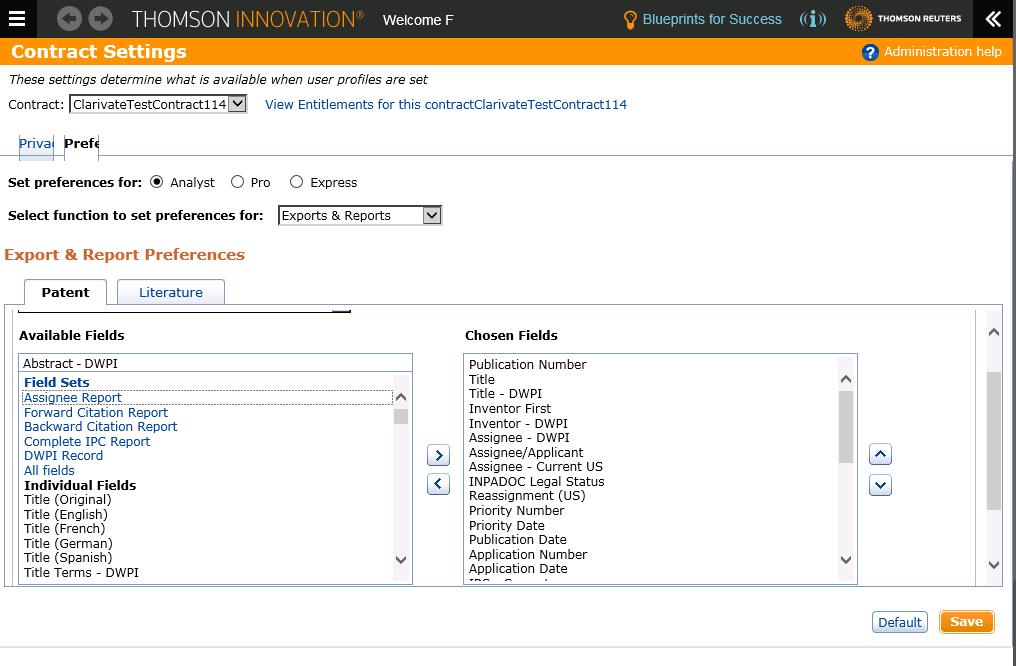 THOMSON INNOVATION® Welcome F Blueprints for Success THOMSON REUTERS
Contract Settings ? Administration help
These settings determine what is available when user profiles are set
Contract: ClarivateTestContract114 View Entitlements for this contractClarivateTestContract114
Priva Prefe
Set preferences for: Analyst Pro Express
Select function to set preferences for: Exports & Reports
Export & Report Preferences
Patent Literature
Available Fields
Abstract - DWPI
Field Sets
Assignee Report
Forward Citation Report
Backward Citation Report
Complete IPC Report
DWPI Record
All fields
Individual Fields
Title (Original)
Title (English)
Title (French)
Title (German)
Title (Spanish)
Title Terms - DWPI
Chosen Fields
Publication Number
Title
Title - DWPI
Inventor First
Inventor - DWPI
Assignee - DWPI
Assignee/Applicant
Assignee - Current US
INPADOC Legal Status
Reassignment (US)
Priority Number
Priority Date
Publication Date
Application Number
Application Date
Default Save